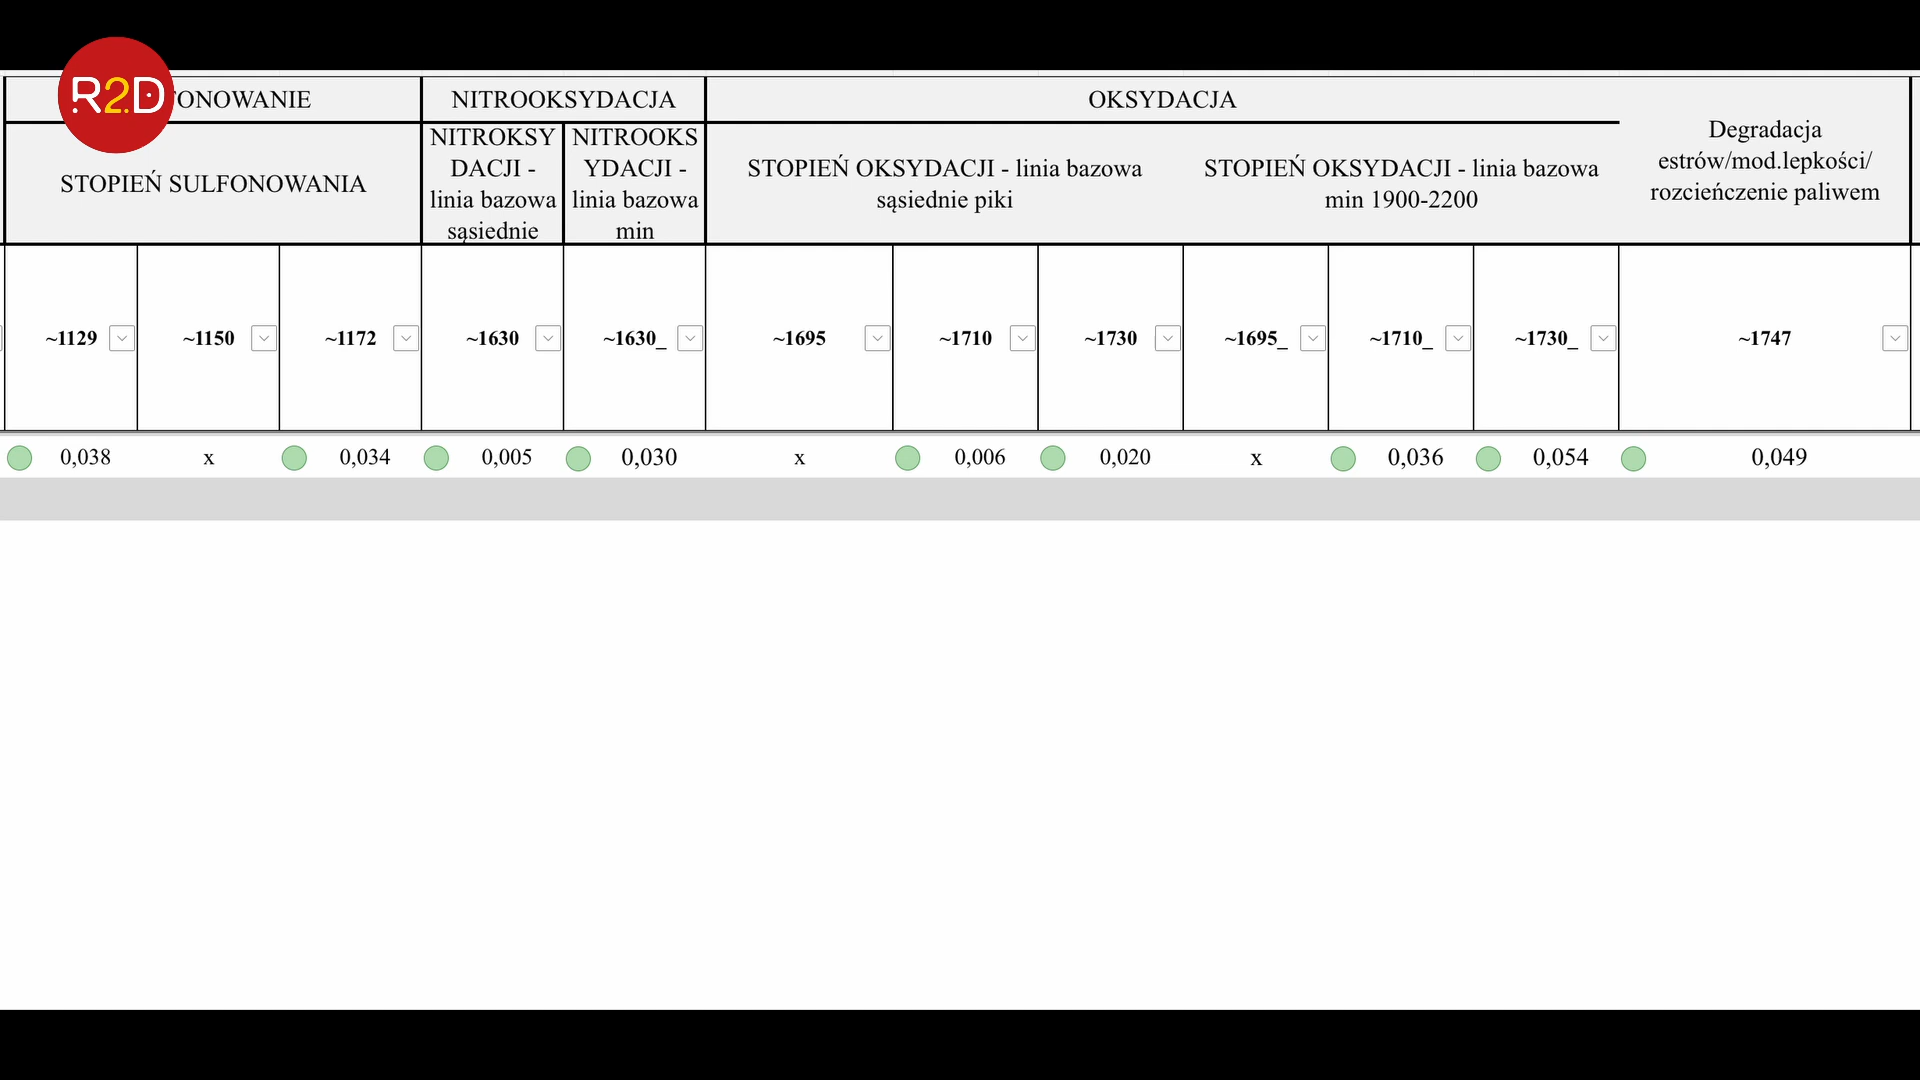 R2D
FONOWANIE
NITROOKSYDACJA
OKSYDACJA
STOPIEŃ SULFONOWANIA
NITROKSY
DACJI -
linia bazowa
sąsiednie
NITROOKS
YDACJI -
linia bazowa
min
STOPIEŃ OKSYDACJI - linia bazowa
sąsiednie piki
STOPIEŃ OKSYDACJI - linia bazowa
min 1900-2200
Degradacja
estrów/mod.lepkości/
rozcieńczenie paliwem
~1129 ~1150 ~1172 ~1630 ~1630_ ~1695 ~1710 ~1730 ~1695_ ~1710_ ~1730_ ~1747
0,038 x 0,034 0,005 0,030 x 0,006 0,020 x 0,036 0,054 0,049